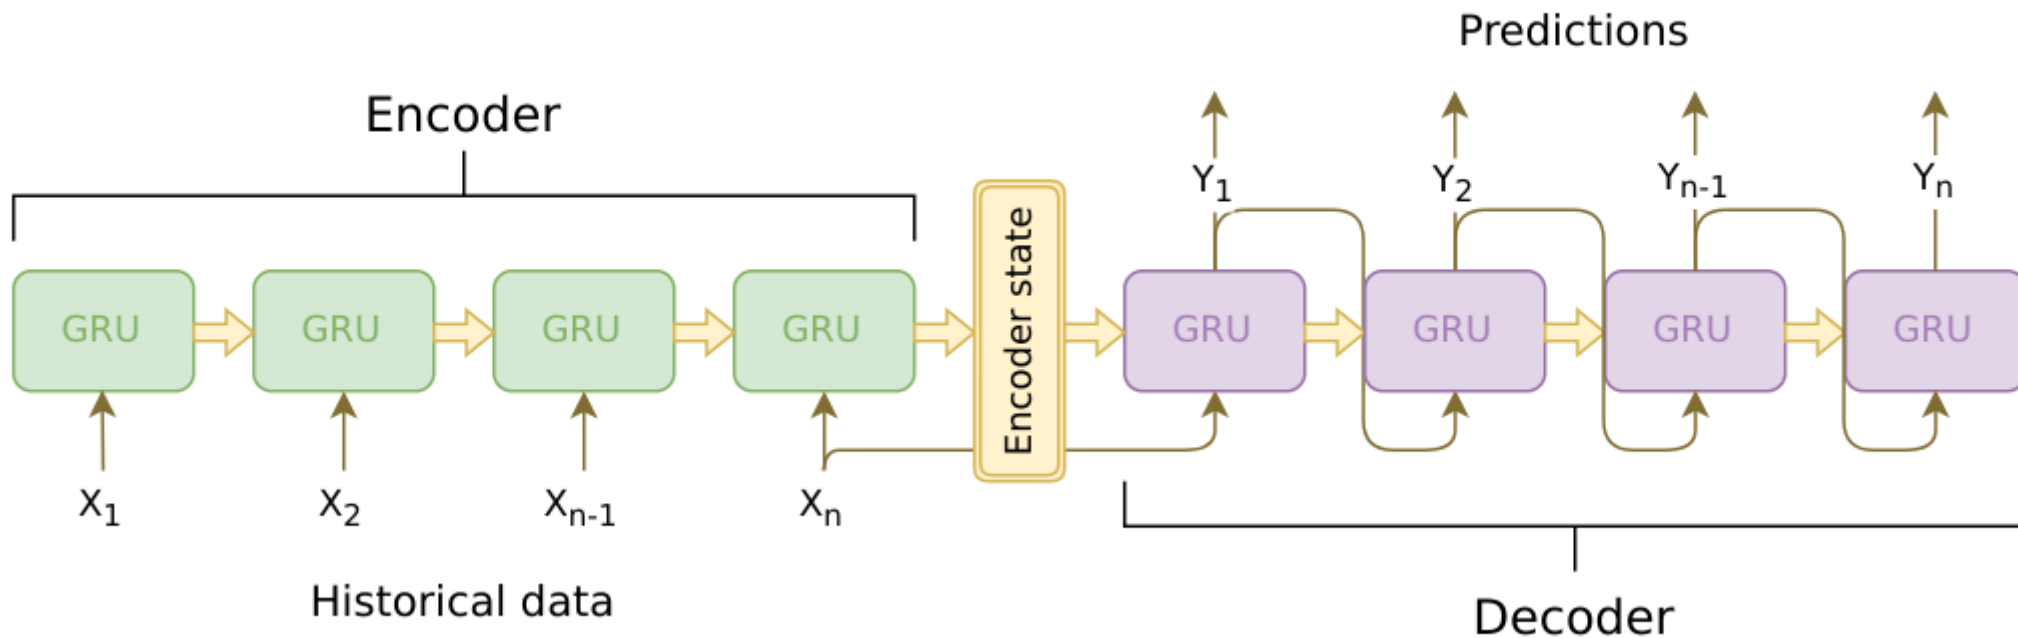 Predictions
Encoder
Y1 Y2 Yn-1 Yn
Encoder state
GRU GRU GRU GRU GRU GRU GRU GRU
X1 X2 Xn-1 Xn
Historical data
Decoder